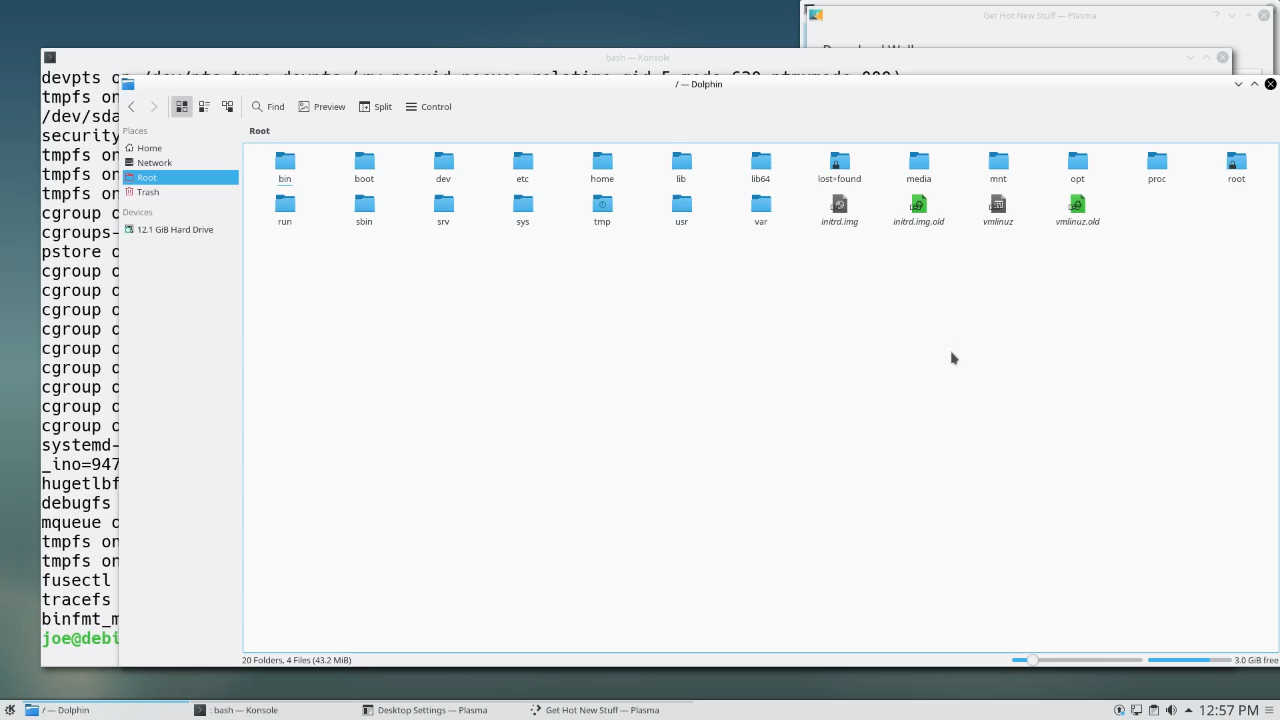 Get Hot New Stuff — Plasma
: bash — Konsole
devpts
tmpfs on
/dev/sda
security
tmpfs on
tmpfs on
tmpfs on
cgroup
cgroups-
pstore
cgroup
cgroup
cgroup
cgroup
cgroup
cgroup
cgroup
cgroup
cgroup
systemd-
_ino=947
hugetlbf
debugfs
mqueue
tmpfs on
tmpfs on
fusectl
tracefs
binfmt_m
joe@debi
/ — Dolphin
Find Preview Split Control
Places
Home
Network
Root
Trash
Devices
12.1 GiB Hard Drive
Root
bin boot dev etc home lib lib64 lost+found media mnt opt proc root
run sbin srv sys tmp usr var initrd.img initrd.img.old vmlinuz vmlinuz.old
20 Folders, 4 Files (43.2 MiB)
3.0 GiB free
/ — Dolphin : bash — Konsole Desktop Settings — Plasma Get Hot New Stuff — Plasma 12:57 PM